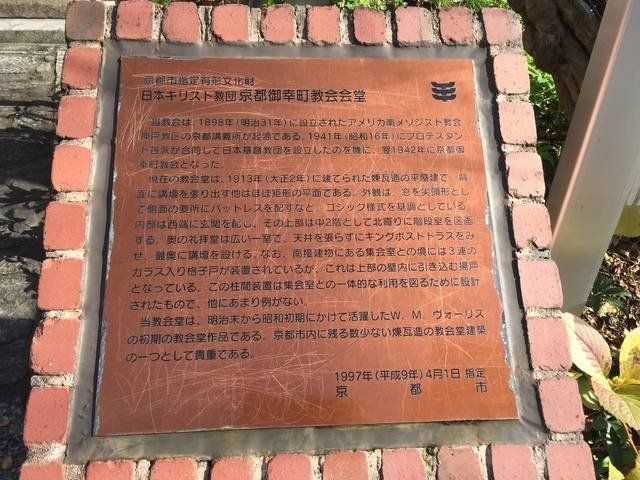 京都市指定有形文化財
日本キリスト教団京都御幸町教会会堂
当教会は、1898年(明治31年)に設立されたアメリカ南メソジスト教会
神戸教区の京都講義所が起源である。1941年(昭和16年)にプロテスタン
ト各派が合同して日本基督教団を設立したのを機に、翌1942年に京都御
幸町教会となった。
現在の教会堂は、1913年(大正2年)に建てられた煉瓦造の平屋建で、背
面に講壇を張り出す他はほぼ矩形の平面である。外観は、窓を尖頭形とし
て側面の要所にバットレスを配すなど、ゴシック様式を基調としている。
内部は西端に玄関を配し、その上部は中2階として北寄りに階段室を区画
する。奥の礼拝堂は広い一室で、天井を張らずにキングポストトラスをみ
せ、最奥に講壇を設ける。なお、南接建物にある集会室との境には3連の
ガラス入り格子戸が装置されているが、これは上部の壁内に引き込む揚戸
となっている。この柱間装置は集会室との一体的な利用を図るために設計
されたもので、他にあまり例がない。
当教会堂は、明治末から昭和初期にかけて活躍したW.M.ヴォーリス
の初期の教会堂作品である。京都市内に残る数少ない煉瓦造の教会堂建築
の一つとして貴重である。
1997年(平成9年)4月1日 指定
京都市